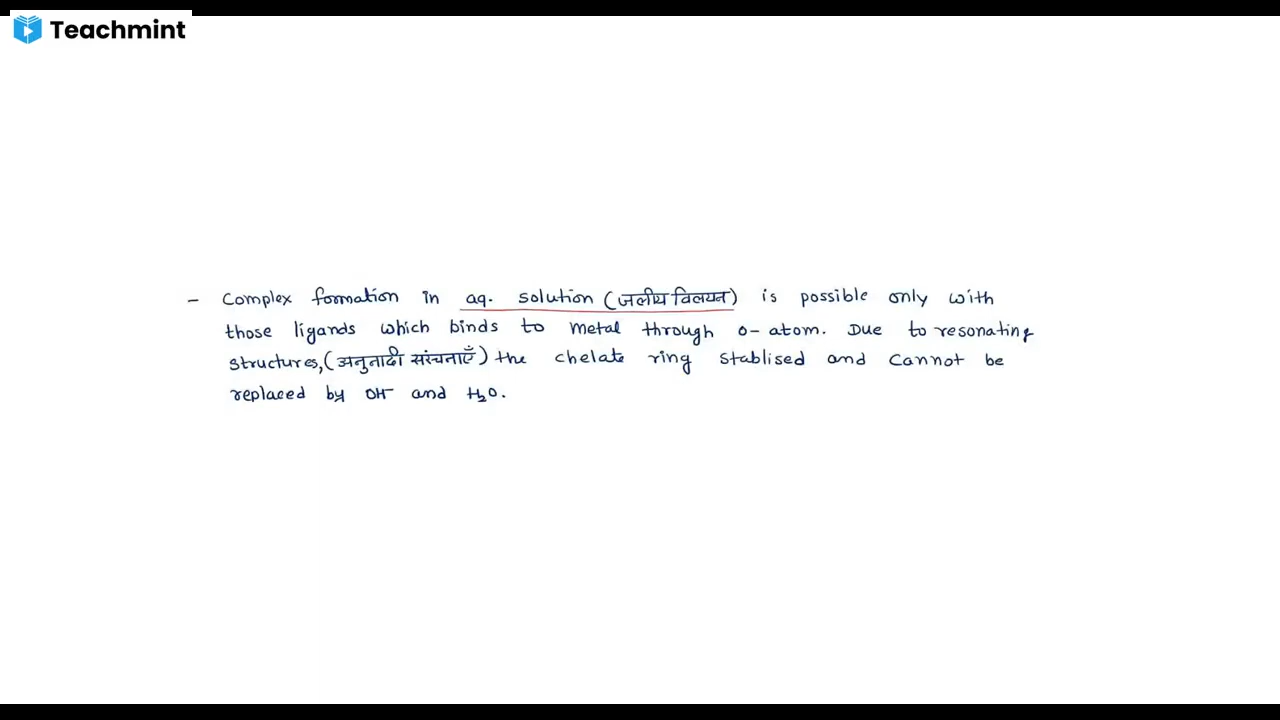 Teachmint
- Complex formation in aq. solution (जलीय विलयन) is possible only with
those ligands which binds to metal through O-atom. Due to resonating
structures, (अनुनादी संरचनाएँ) the chelate ring stablised and cannot be
replaced by OH⁻ and H₂O.